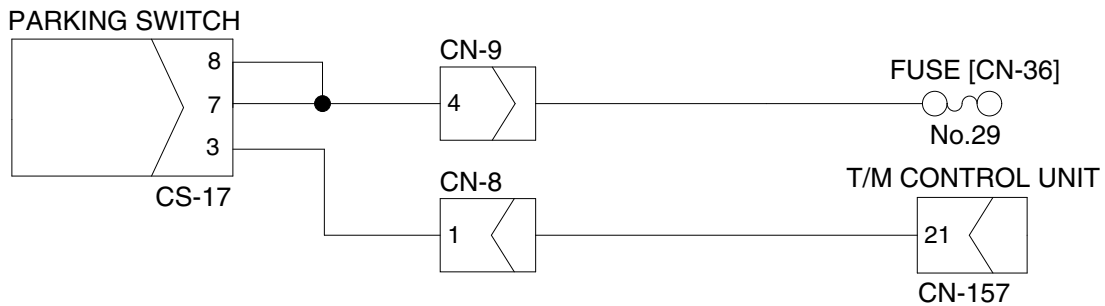 PARKING SWITCH
8
7
3
CS-17
CN-9
4
FUSE [CN-36]
No.29
CN-8
1
T/M CONTROL UNIT
21
CN-157